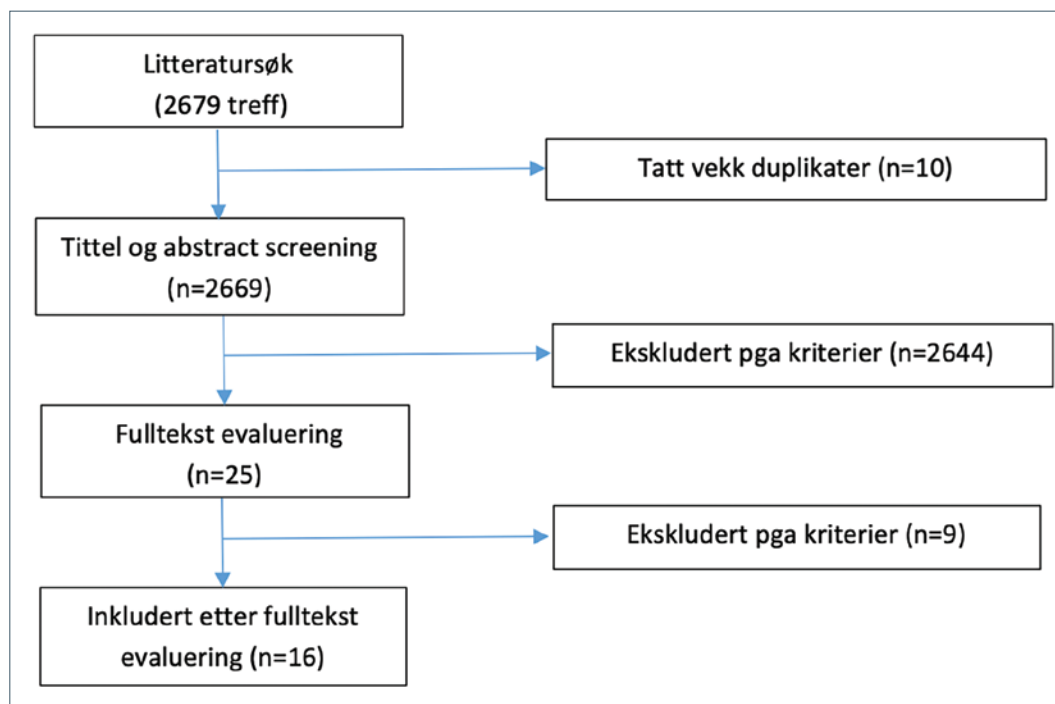 Litteratursøk
(2679 treff)
Tatt vekk duplikater (n=10)
Tittel og abstract screening
(n=2669)
Ekskludert pga kriterier (n=2644)
Fulltekst evaluering
(n=25)
Ekskludert pga kriterier (n=9)
Inkludert etter fulltekst
evaluering (n=16)